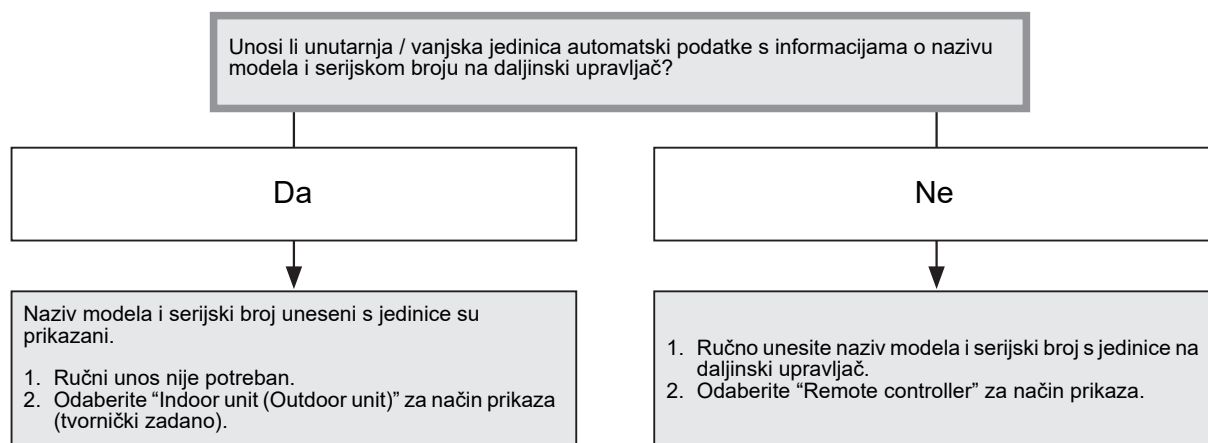 Unosi li unutarnja / vanjska jedinica automatski podatke s informacijama o nazivu
modela i serijskom broju na daljinski upravljač?
Da
Ne
Naziv modela i serijski broj uneseni s jedinice su
prikazani.
1. Ručni unos nije potreban.
2. Odaberite “Indoor unit (Outdoor unit)” za način prikaza
(tvornički zadano).
1. Ručno unesite naziv modela i serijski broj s jedinice na
daljinski upravljač.
2. Odaberite “Remote controller” za način prikaza.